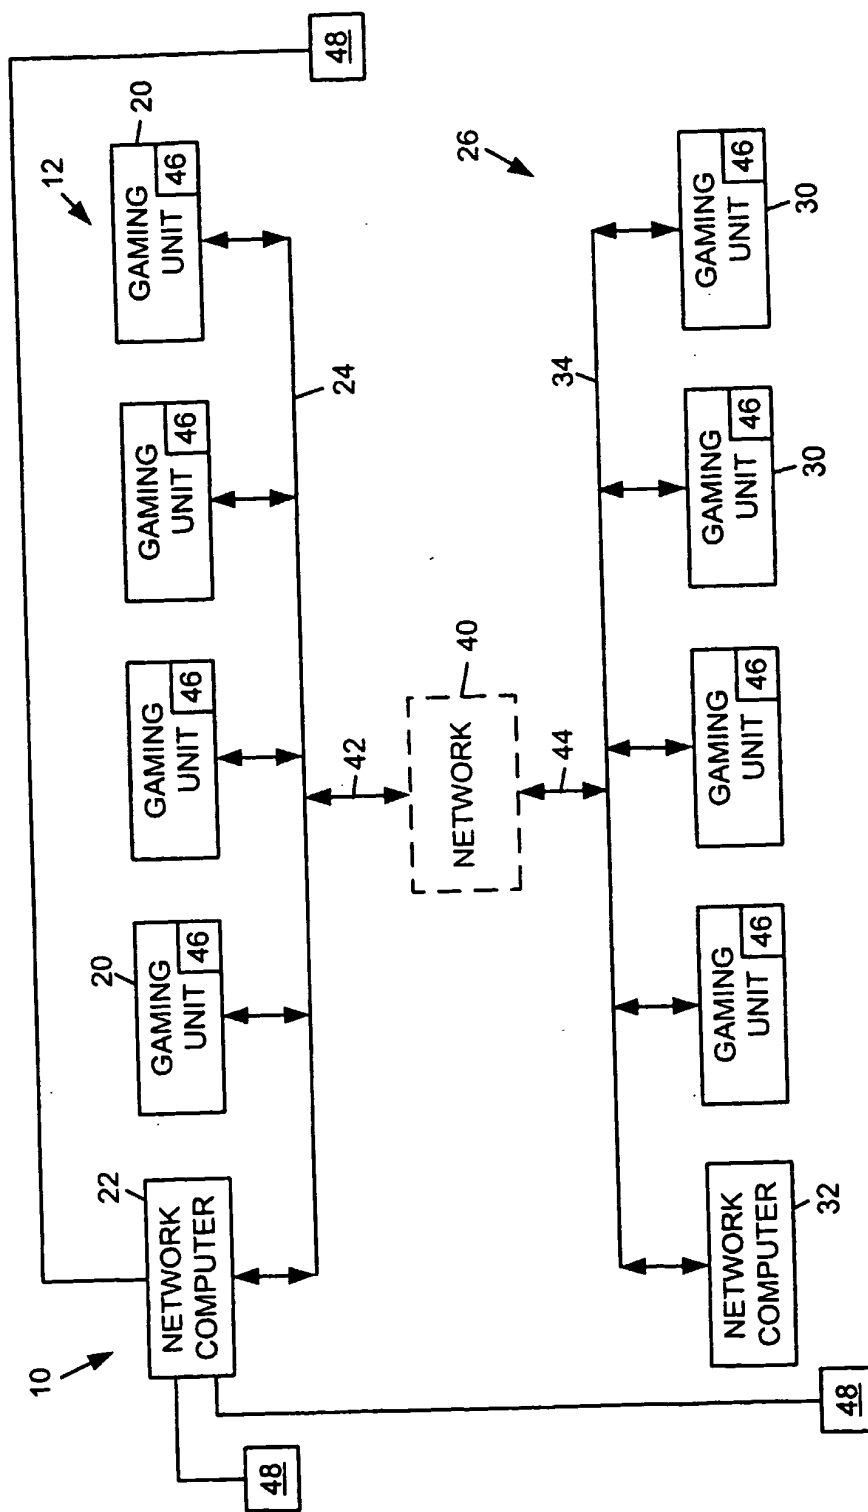 10
12
48
48
48
NETWORK
COMPUTER
22
GAMING
UNIT
46
20
GAMING
UNIT
46
GAMING
UNIT
46
GAMING
UNIT
46
20
24
42
NETWORK
40
44
26
34
NETWORK
COMPUTER
32
GAMING
UNIT
46
GAMING
UNIT
46
GAMING
UNIT
46
30
GAMING
UNIT
46
30